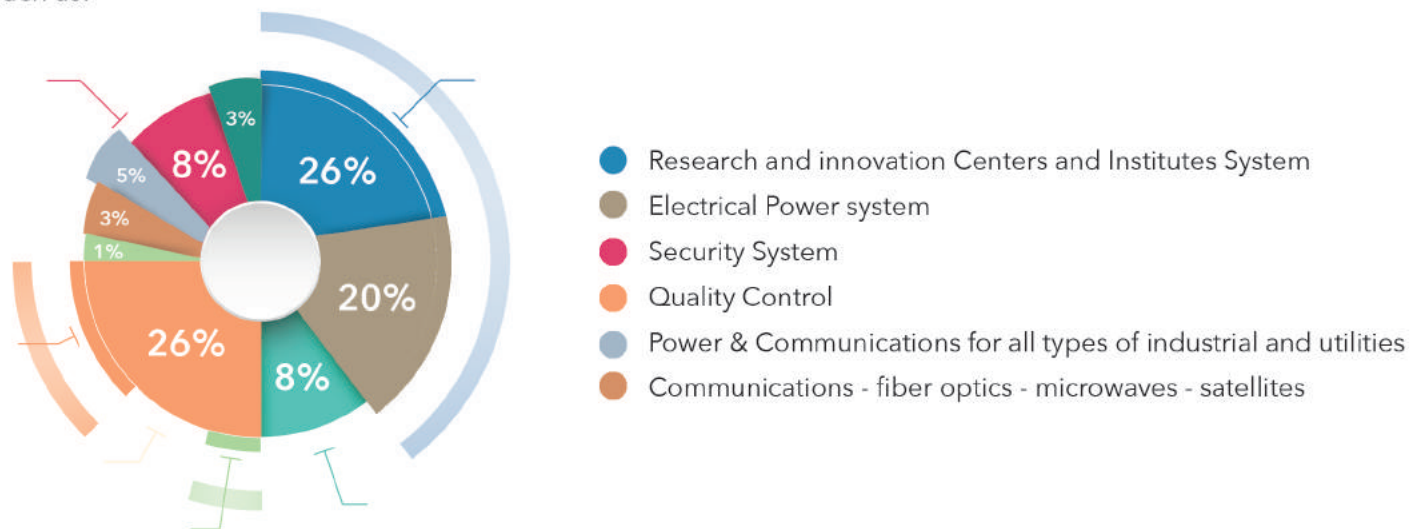 3%
26%
8%
5%
3%
1%
20%
26%
8%
Research and innovation Centers and Institutes System
Electrical Power system
Security System
Quality Control
Power & Communications for all types of industrial and utilities
Communications - fiber optics - microwaves - satellites